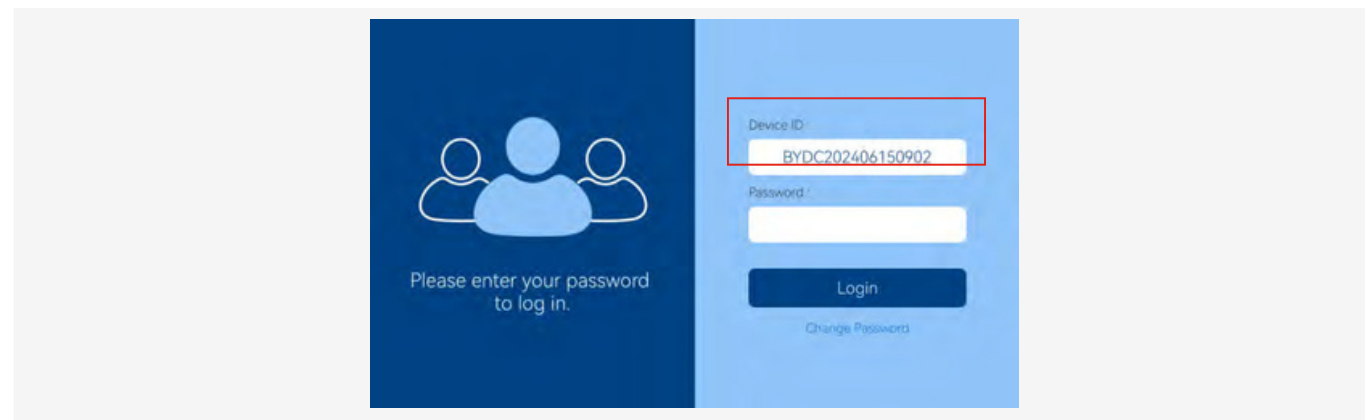 Please enter your password
to log in.
Device ID
BYDC202406150902
Password :
Login
Change Password